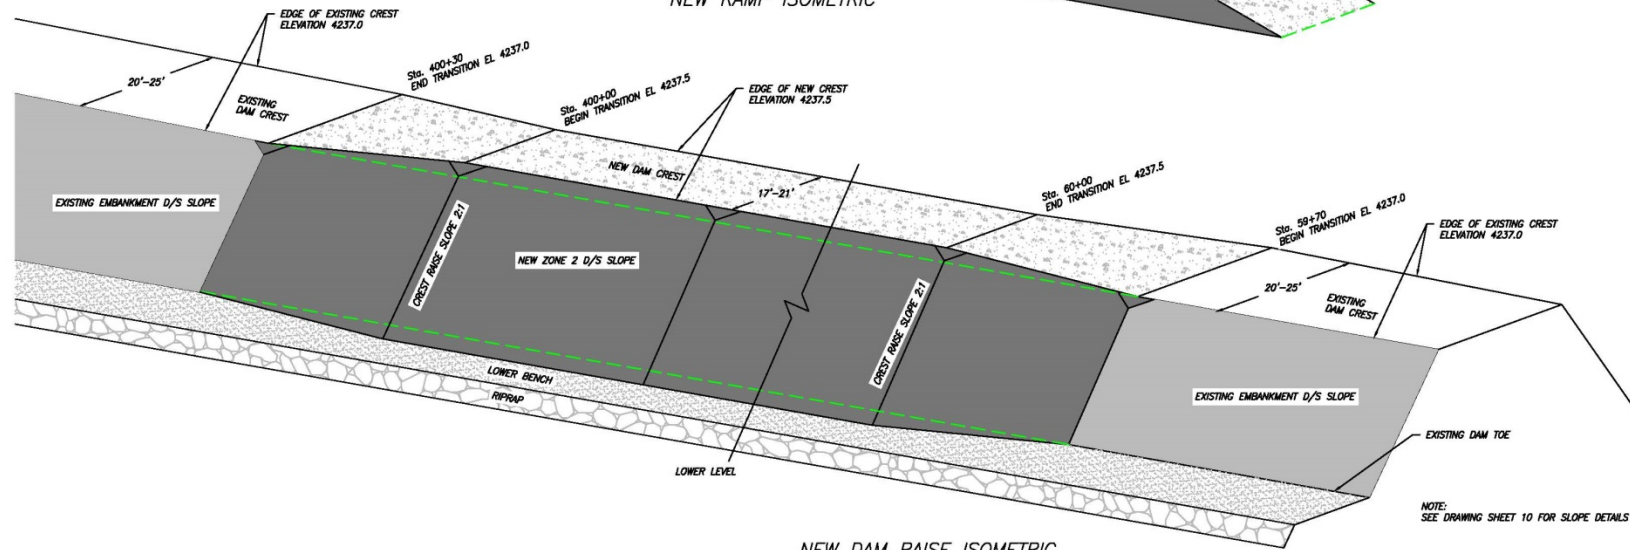 NEW RAMP ISOMETRIC
EDGE OF EXISTING CREST
ELEVATION 4237.0
20'-25'
EXISTING
DAM CREST
Sta. 400+30
END TRANSITION EL 4237.0
Sta. 400+00
BEGIN TRANSITION EL 4237.5
EDGE OF NEW CREST
ELEVATION 4237.5
NEW DAM CREST
17'-21'
Sta. 60+00
END TRANSITION EL 4237.5
Sta. 59+70
BEGIN TRANSITION EL 4237.0
EDGE OF EXISTING CREST
ELEVATION 4237.0
20'-25'
EXISTING
DAM CREST
EXISTING EMBANKMENT D/S SLOPE
CREST RAISE SLOPE 2:1
NEW ZONE 2 D/S SLOPE
CREST RAISE SLOPE 2:1
EXISTING EMBANKMENT D/S SLOPE
LOWER BENCH
RIPRAP
LOWER LEVEL
EXISTING DAM TOE
NOTE:
SEE DRAWING SHEET 10 FOR SLOPE DETAILS
NEW DAM RAISE ISOMETRIC